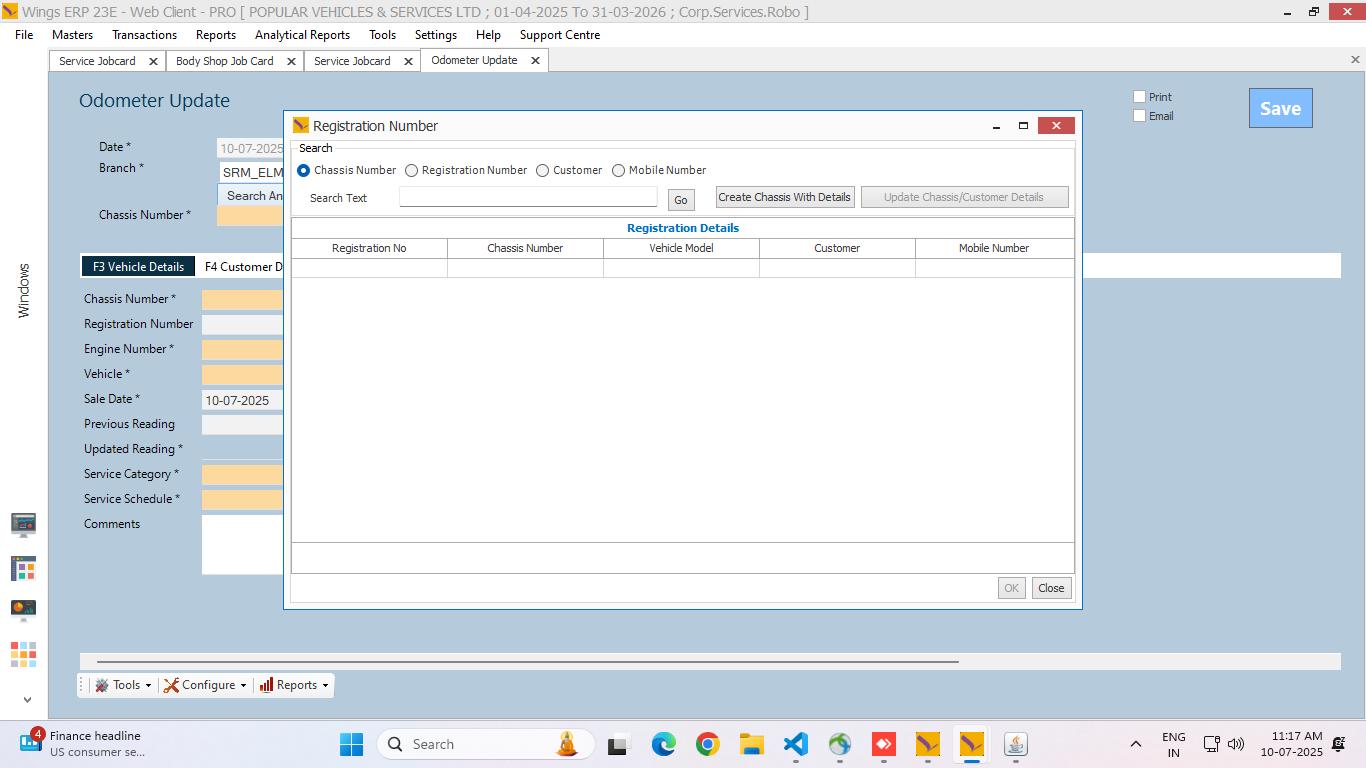 Wings ERP 23E - Web Client - PRO [ POPULAR VEHICLES & SERVICES LTD ; 01-04-2025 To 31-03-2026 ; Corp.Services.Robo ]
File Masters Transactions Reports Analytical Reports Tools Settings Help Support Centre
Service Jobcard Body Shop Job Card Service Jobcard Odometer Update
Odometer Update
Print
Email
Save
Date *
10-07-2025
Branch *
SRM_ELM
Search An
Chassis Number *
F3 Vehicle Details F4 Customer D
Chassis Number *
Registration Number
Engine Number *
Vehicle *
Sale Date *
10-07-2025
Previous Reading
Updated Reading *
Service Category *
Service Schedule *
Comments
Windows
Registration Number
Search
Chassis Number Registration Number Customer Mobile Number
Search Text
Go
Create Chassis With Details
Update Chassis/Customer Details
Registration Details
Registration No Chassis Number Vehicle Model Customer Mobile Number
OK Close
Tools Configure Reports
4
Finance headline
US consumer se...
Search
ENG
IN
11:17 AM
10-07-2025